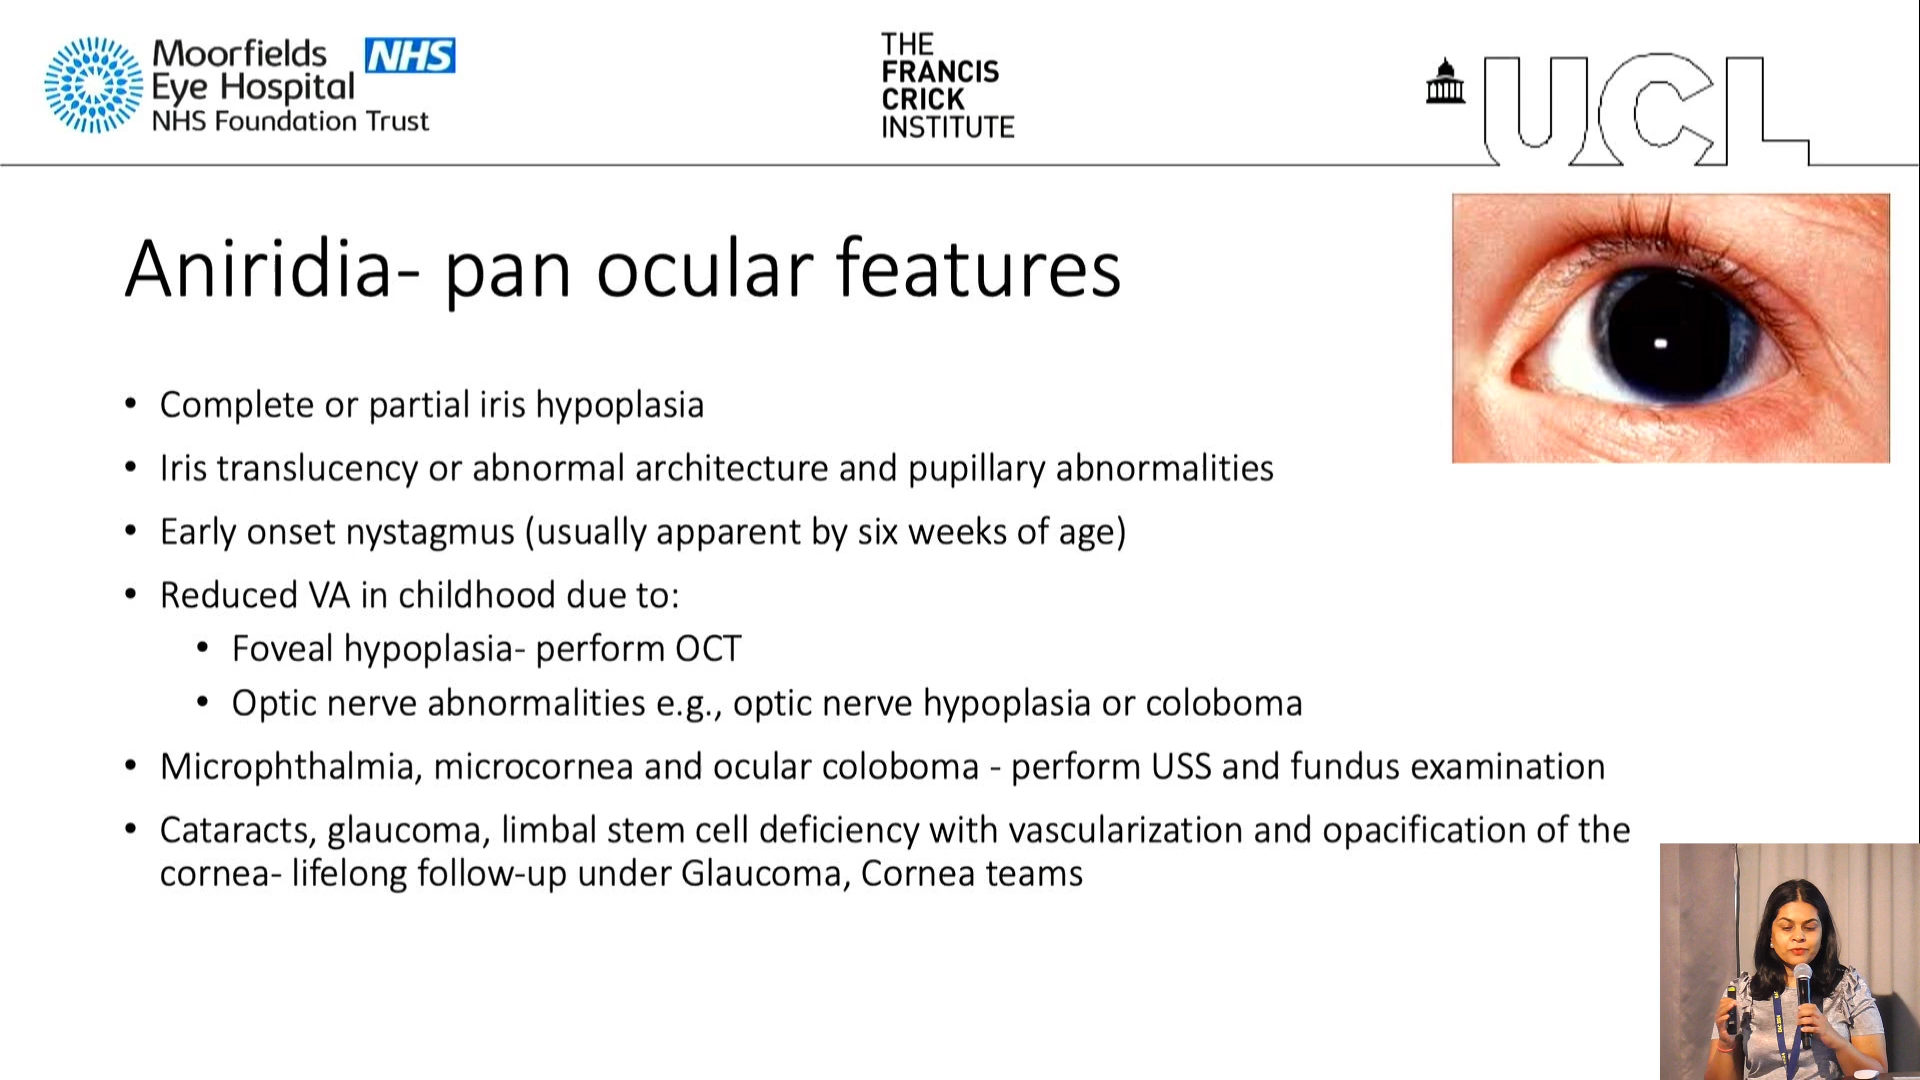 Moorfields
Eye Hospital
NHS Foundation Trust
NHS
THE
FRANCIS
CRICK
INSTITUTE
UCL
Aniridia- pan ocular features
• Complete or partial iris hypoplasia
• Iris translucency or abnormal architecture and pupillary abnormalities
• Early onset nystagmus (usually apparent by six weeks of age)
• Reduced VA in childhood due to:
• Foveal hypoplasia- perform OCT
• Optic nerve abnormalities e.g., optic nerve hypoplasia or coloboma
• Microphthalmia, microcornea and ocular coloboma - perform USS and fundus examination
• Cataracts, glaucoma, limbal stem cell deficiency with vascularization and opacification of the
cornea- lifelong follow-up under Glaucoma, Cornea teams